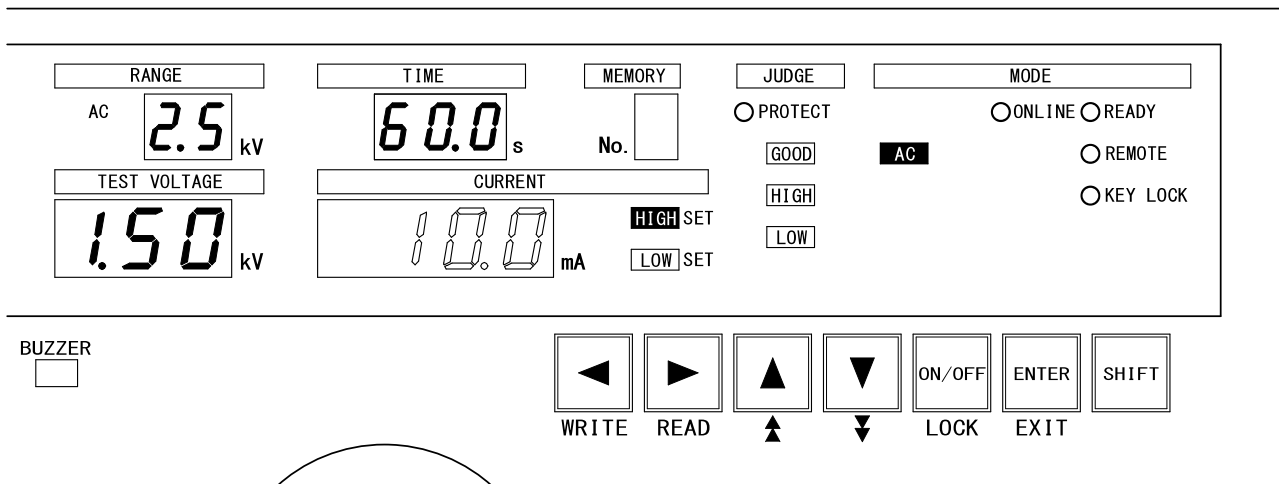 RANGE TIME MEMORY JUDGE MODE
AC 2.5 kV 60.0 s No. PROTECT ONLINE READY
GOOD AC REMOTE
TEST VOLTAGE CURRENT HIGH KEY LOCK
1.50 kV 10.0 mA HIGH SET
LOW
LOW SET
BUZZER
ON/OFF ENTER SHIFT
WRITE READ LOCK EXIT